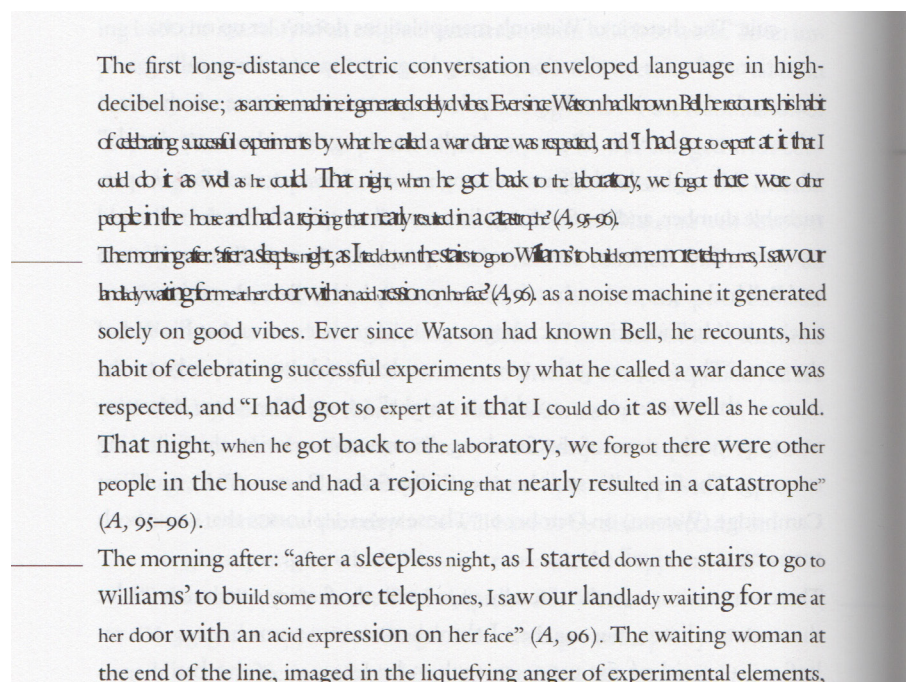 The first long-distance electric conversation enveloped language in high-
decibel noise; as a noise machine it generated solely on good vibes. Ever since Watson had known Bell, he recounts, his habit
of celebrating successful experiments by what he called a war dance was respected, and "I had got so expert at it that I
could do it as well as he could. That night, when he got back to the laboratory, we forgot there were other
people in the house and had a rejoicing that nearly resulted in a catastrophe" (A, 95–96).
The morning after: "after a sleepless night, as I started down the stairs to go to Williams' to build some more telephones, I saw our
landlady waiting for me at her door with an acid expression on her face" (A, 96). as a noise machine it generated
solely on good vibes. Ever since Watson had known Bell, he recounts, his
habit of celebrating successful experiments by what he called a war dance was
respected, and “I had got so expert at it that I could do it as well as he could.
That night, when he got back to the laboratory, we forgot there were other
people in the house and had a rejoicing that nearly resulted in a catastrophe”
(A, 95–96).
The morning after: “after a sleepless night, as I started down the stairs to go to
Williams’ to build some more telephones, I saw our landlady waiting for me at
her door with an acid expression on her face” (A, 96). The waiting woman at
the end of the line, imaged in the liquefying anger of experimental elements,